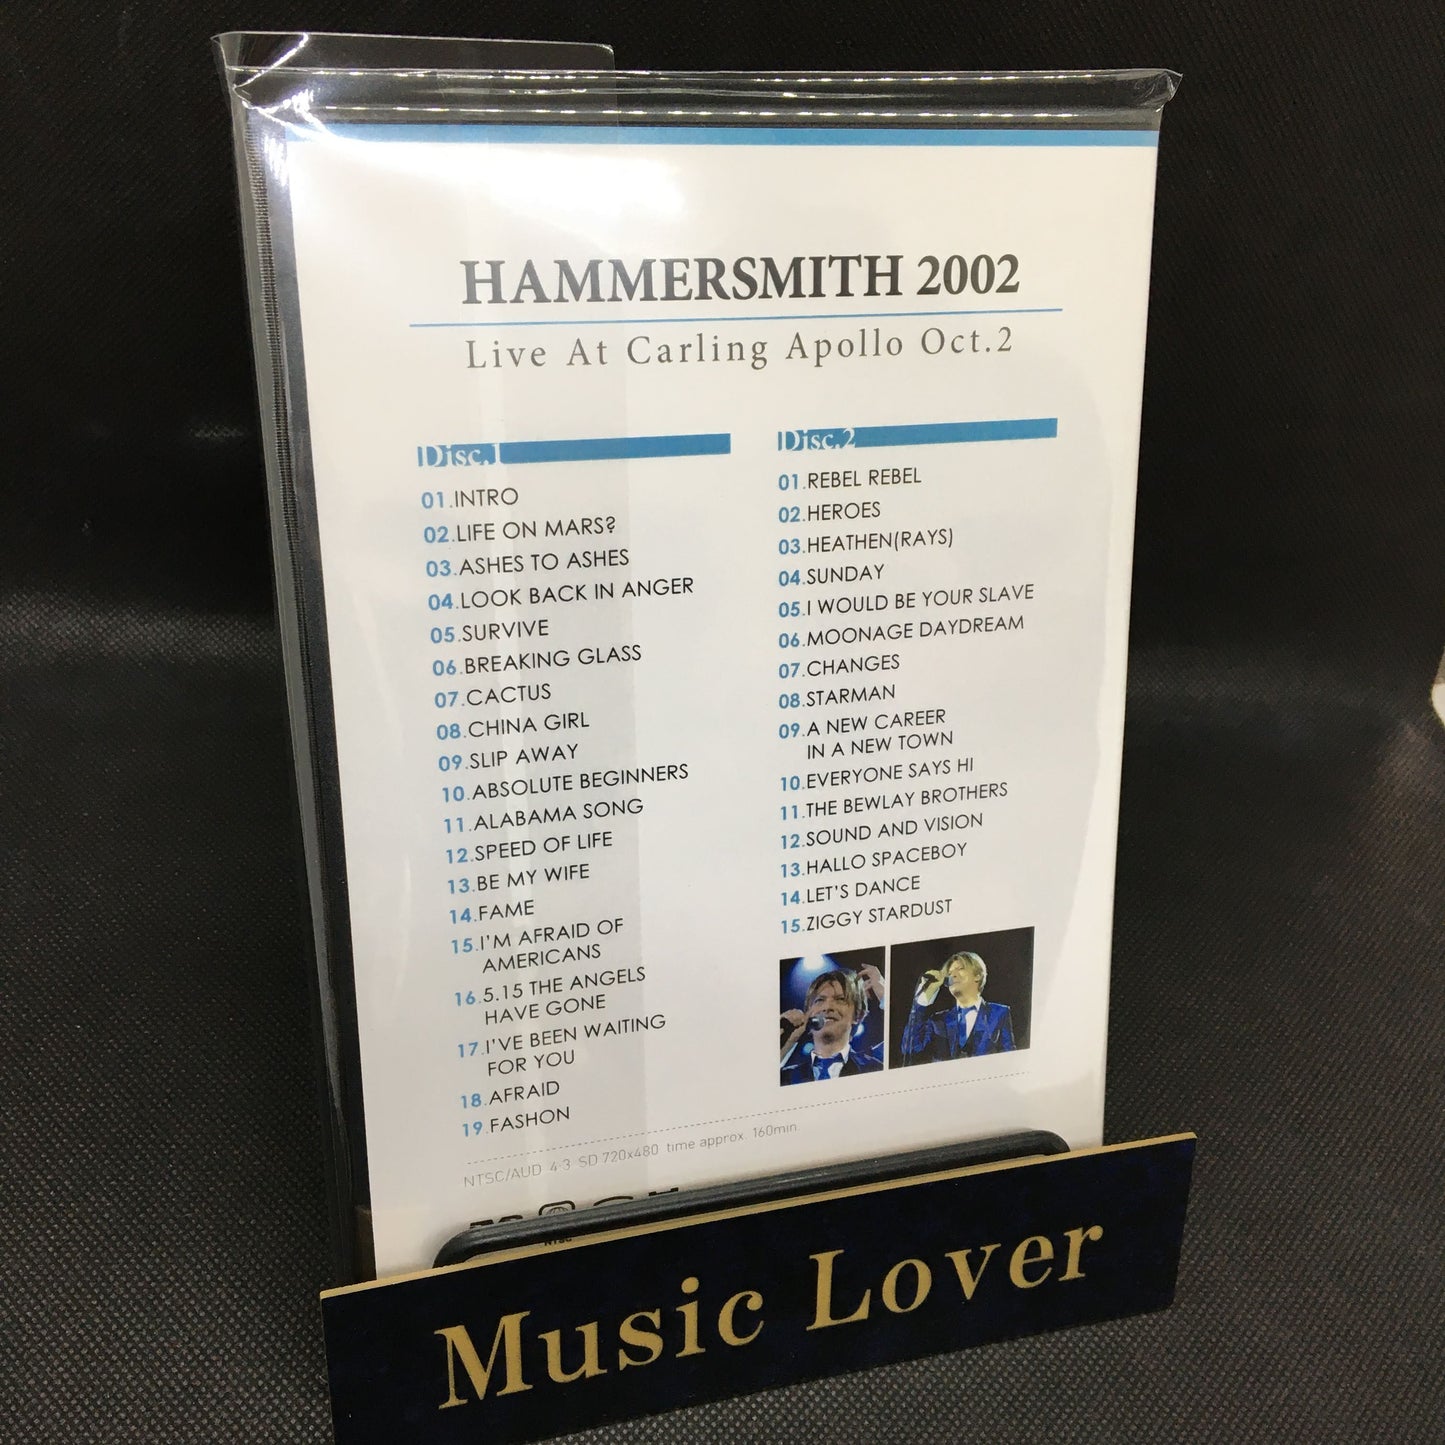 HAMMERSMITH 2002
Live At Carling Apollo Oct.2
Disc.1
01.INTRO
02.LIFE ON MARS?
03.ASHES TO ASHES
04.LOOK BACK IN ANGER
05.SURVIVE
06.BREAKING GLASS
07.CACTUS
08.CHINA GIRL
09.SLIP AWAY
10.ABSOLUTE BEGINNERS
11.ALABAMA SONG
12.SPEED OF LIFE
13.BE MY WIFE
14.FAME
15.I'M AFRAID OF
AMERICANS
16.5.15 THE ANGELS
HAVE GONE
17.I'VE BEEN WAITING
FOR YOU
18.AFRAID
19.FASHON
Disc.2
01.REBEL REBEL
02.HEROES
03.HEATHEN(RAYS)
04.SUNDAY
05.I WOULD BE YOUR SLAVE
06.MOONAGE DAYDREAM
07.CHANGES
08.STARMAN
09.A NEW CAREER
IN A NEW TOWN
10.EVERYONE SAYS HI
11.THE BEWLAY BROTHERS
12.SOUND AND VISION
13.HALLO SPACEBOY
14.LET'S DANCE
15.ZIGGY STARDUST
NTSC/AUD 4:3 SD 720x480 time approx. 160min.
NTSC
Music Lover